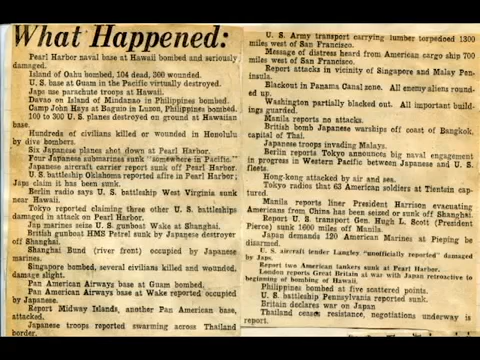 What Happened:
Pearl Harbor naval base at Hawaii bombed and seriously
damaged.
Island of Oahu bombed, 104 dead, 300 wounded.
U. S. base at Guam in the Pacific virtually destroyed.
Japs use parachute troops at Hawaii.
Davao on Island of Mindanao in Philippines bombed.
Camp John Hays at Baguio in Luzon, Philippines, bombed.
100 to 300 U. S. planes destroyed on ground at Hawaiian
base.
Hundreds of civilians killed or wounded in Honolulu
by dive bombers.
Six Japanese planes shot down at Pearl Harbor.
Four Japanese submarines sunk "somewhere in Pacific."
Japanese aircraft carrier report sunk off Pearl Harbor.
U. S. battleship Oklahoma reported afire in Pearl Harbor;
Japs claim it has been sunk.
Berlin radio says U. S. battleship West Virginia sunk
near Hawaii.
Tokyo reported claiming three other U. S. battleships
damaged in attack on Pearl Harbor.
Jap marines seize U. S. gunboat Wake at Shanghai.
British gunboat HMS Petrel sunk by Japanese destroyer
off Shanghai.
Shanghai Bund (river front) occupied by Japanese
marines.
Singapore bombed, several civilians killed and wounded,
damage slight.
Pan American Airways base at Guam bombed.
Pan American Airways base at Wake reported occupied
by Japanese.
Report Midway Islands, another Pan American base,
attacked.
Japanese troops reported swarming across Thailand
border.
U. S. Army transport carrying lumber torpedoed 1300
miles west of San Francisco.
Message of distress heard from American cargo ship 700
miles west of San Francisco.
Report attacks in vicinity of Singapore and Malay Pen-
insula.
Blackout in Panama Canal zone. All enemy aliens round-
ed up.
Washington partially blacked out. All important build-
ings guarded.
Manila reports no attacks.
British bomb Japanese warships off coast of Bangkok,
capital of Thai.
Japanese troops invading Malays.
Berlin reports Tokyo announces big naval engagement
in progress in Western Pacific between Japanese and U. S.
fleets.
Hong-kong attacked by air and sea.
Tokyo radios that 63 American soldiers at Tientsin cap-
tured.
Manila reports liner President Harrison evacuating
Americans from China has been seized or sunk off Shanghai.
Report U. S. transport Gen. Hugh L. Scott (President
Pierce) sunk 1600 miles off Manila.
Japan demands 120 American Marines at Pieping be
disarmed.
U. S. aircraft tender Langley "unofficially reported" damaged
by Japs.
Report two American tankers sunk at Pearl Harbor.
London reports Great Britain at war with Japan retroactive to
beginning of bombing of Hawaii.
Philippines bombed at five scattered points.
U. S. battleship Pennsylvania reported sunk.
Britain declares war on Japan
Thailand ceases resistance, negotiations underway is
report.